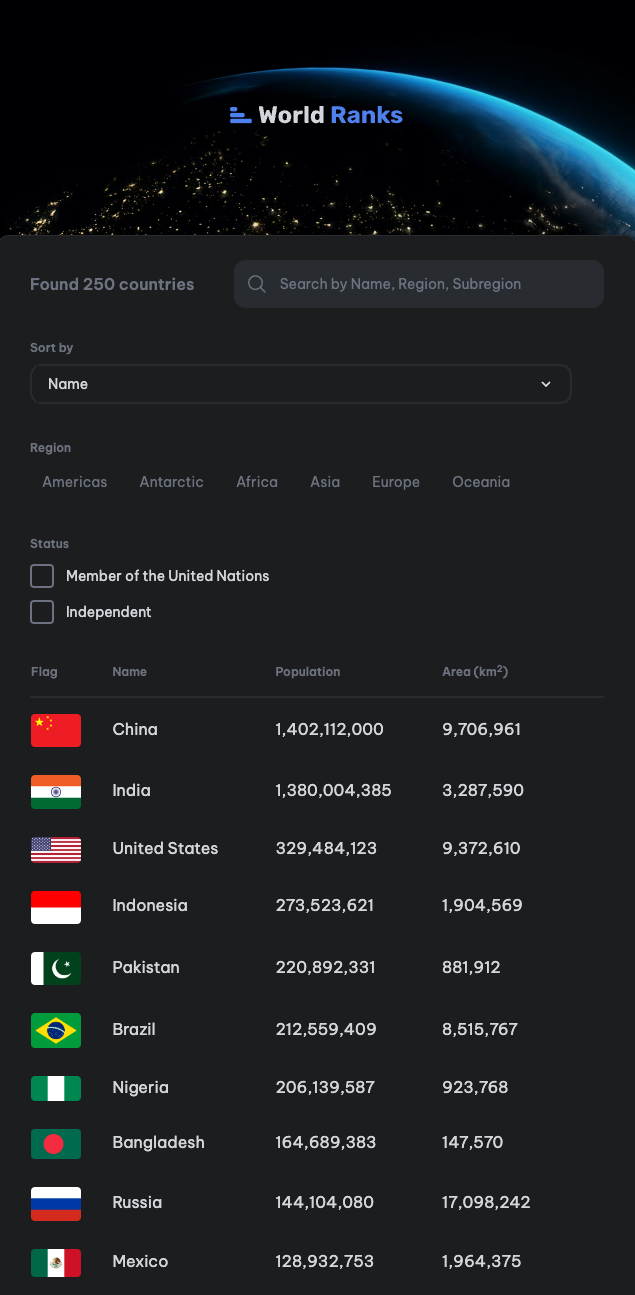 World Ranks
Found 250 countries
Search by Name, Region, Subregion
Sort by
Name
Region
Americas Antarctic Africa Asia Europe Oceania
Status
Member of the United Nations
Independent
Flag Name Population Area (km²)
China 1,402,112,000 9,706,961
India 1,380,004,385 3,287,590
United States 329,484,123 9,372,610
Indonesia 273,523,621 1,904,569
Pakistan 220,892,331 881,912
Brazil 212,559,409 8,515,767
Nigeria 206,139,587 923,768
Bangladesh 164,689,383 147,570
Russia 144,104,080 17,098,242
Mexico 128,932,753 1,964,375